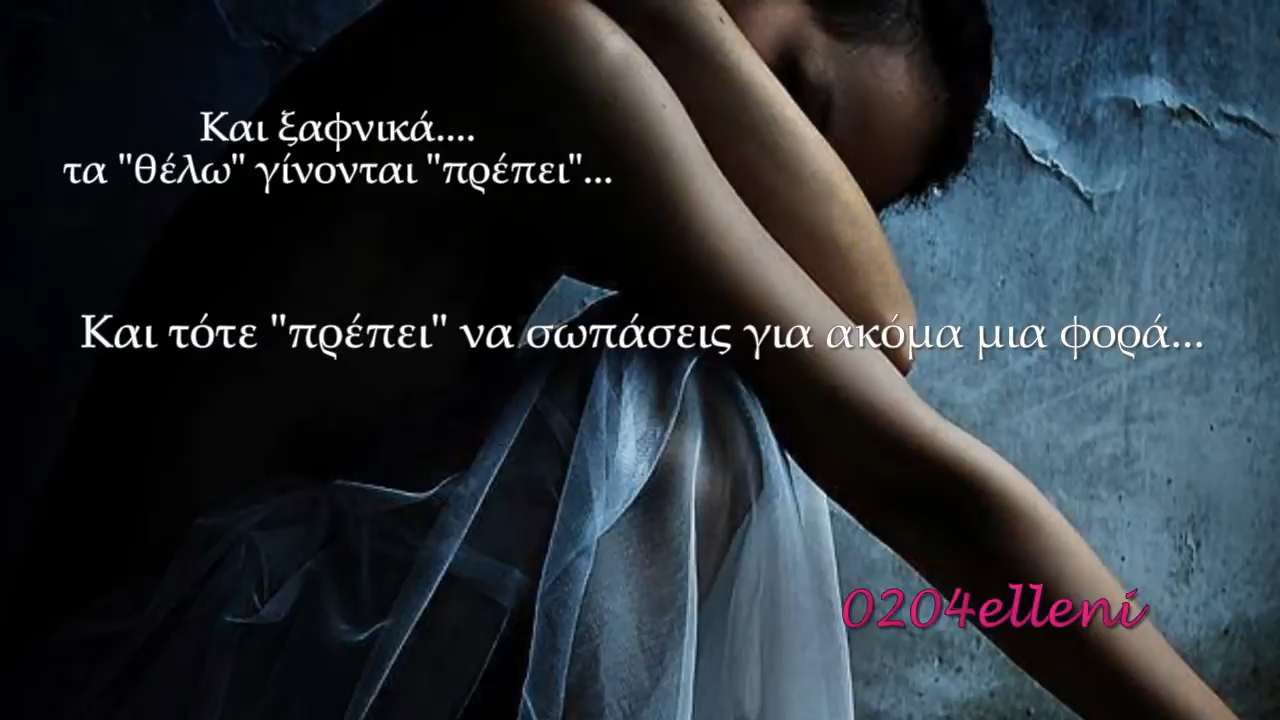 Και ξαφνικά....
τα "θέλω" γίνονται "πρέπει"...
Και τότε "πρέπει" να σωπάσεις για ακόμα μια φορά...
0204elleni